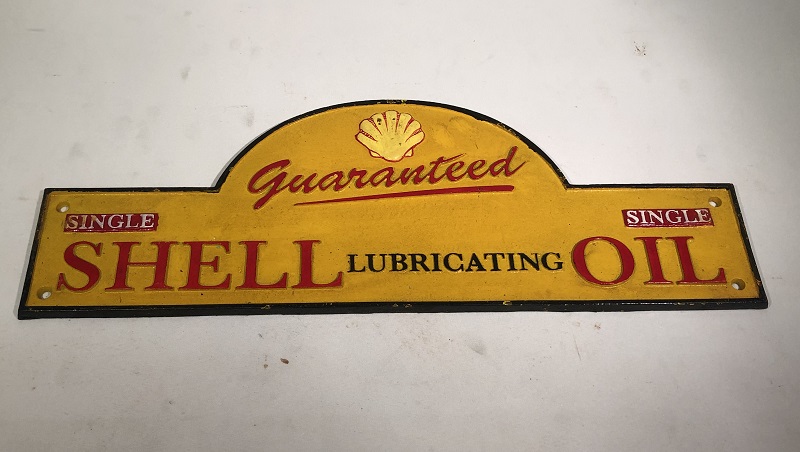 Guaranteed
SINGLE SINGLE
SHELL LUBRICATING OIL